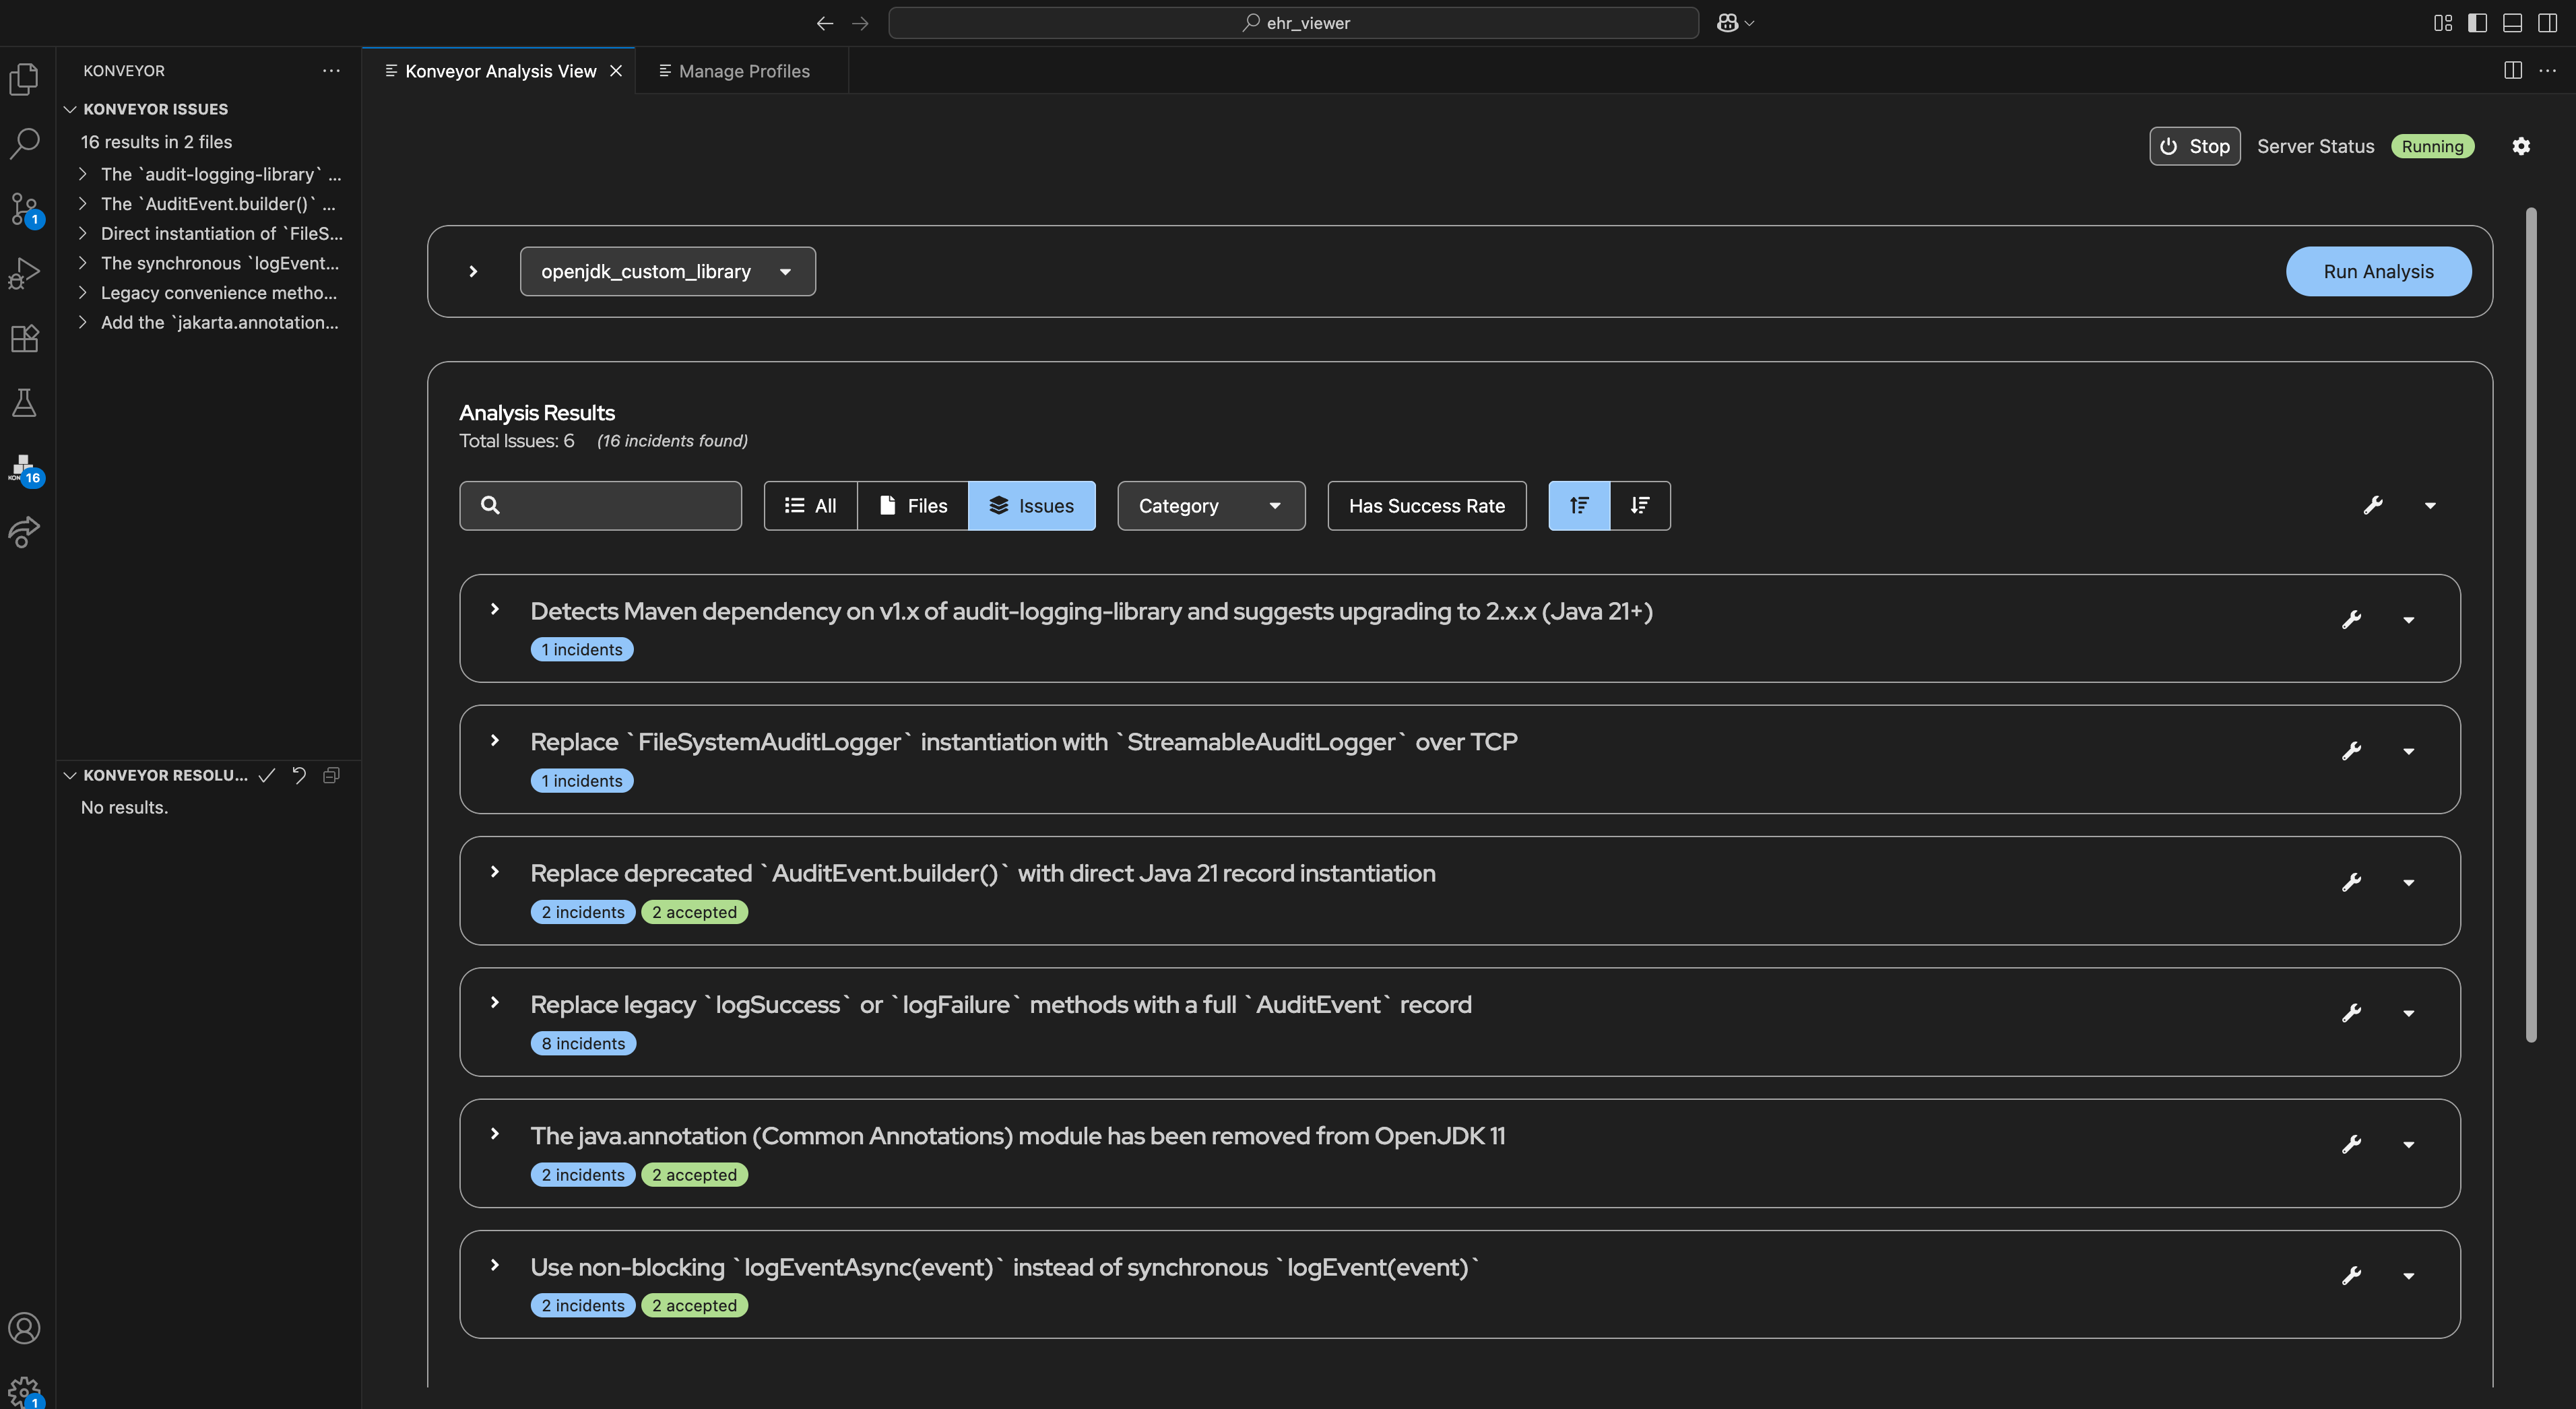 ehr_viewer
KONVEYOR
Konveyor Analysis View
Manage Profiles
KONVEYOR ISSUES
16 results in 2 files
The `audit-logging-library` ...
The `AuditEvent.builder()` ...
Direct instantiation of `FileS...
The synchronous `logEvent...
Legacy convenience metho...
Add the `jakarta.annotation...
1
16
KONVEYOR RESOLU...
No results.
1
Stop
Server Status
Running
openjdk_custom_library
Run Analysis
Analysis Results
Total Issues: 6 (16 incidents found)
All
Files
Issues
Category
Has Success Rate
Detects Maven dependency on v1.x of audit-logging-library and suggests upgrading to 2.x.x (Java 21+)
1 incidents
Replace `FileSystemAuditLogger` instantiation with `StreamableAuditLogger` over TCP
1 incidents
Replace deprecated `AuditEvent.builder()` with direct Java 21 record instantiation
2 incidents 2 accepted
Replace legacy `logSuccess` or `logFailure` methods with a full `AuditEvent` record
8 incidents
The java.annotation (Common Annotations) module has been removed from OpenJDK 11
2 incidents 2 accepted
Use non-blocking `logEventAsync(event)` instead of synchronous `logEvent(event)`
2 incidents 2 accepted